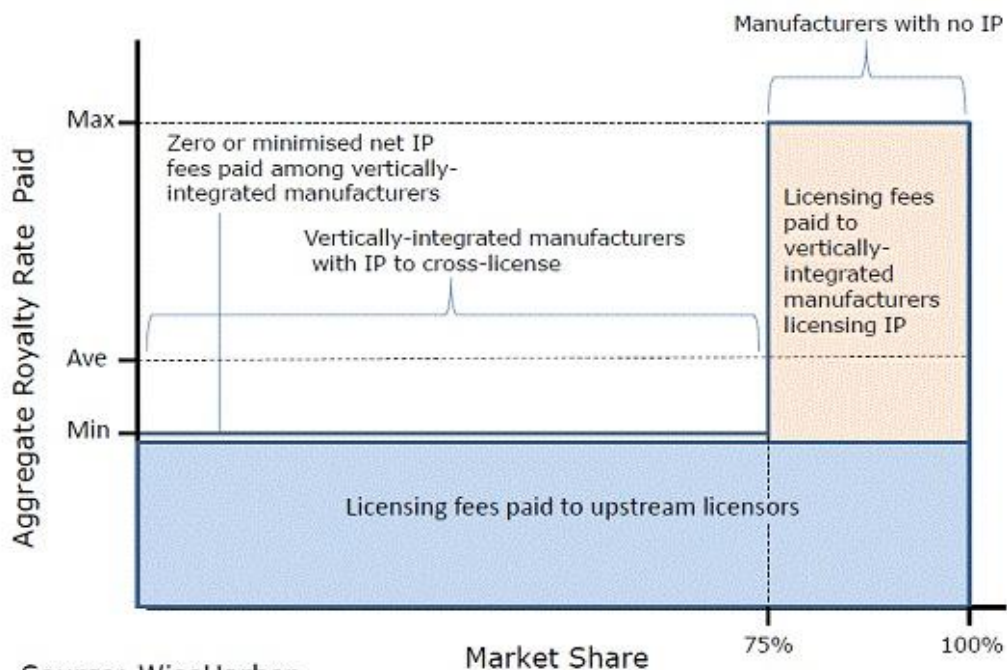 Manufacturers with no IP
Max
Zero or minimised net IP
fees paid among vertically-
integrated manufacturers
Vertically-integrated manufacturers
with IP to cross-license
Licensing fees
paid to
vertically-
integrated
manufacturers
licensing IP
Aggregate Royalty Rate Paid
Ave
Min
Licensing fees paid to upstream licensors
75%
100%
Market Share